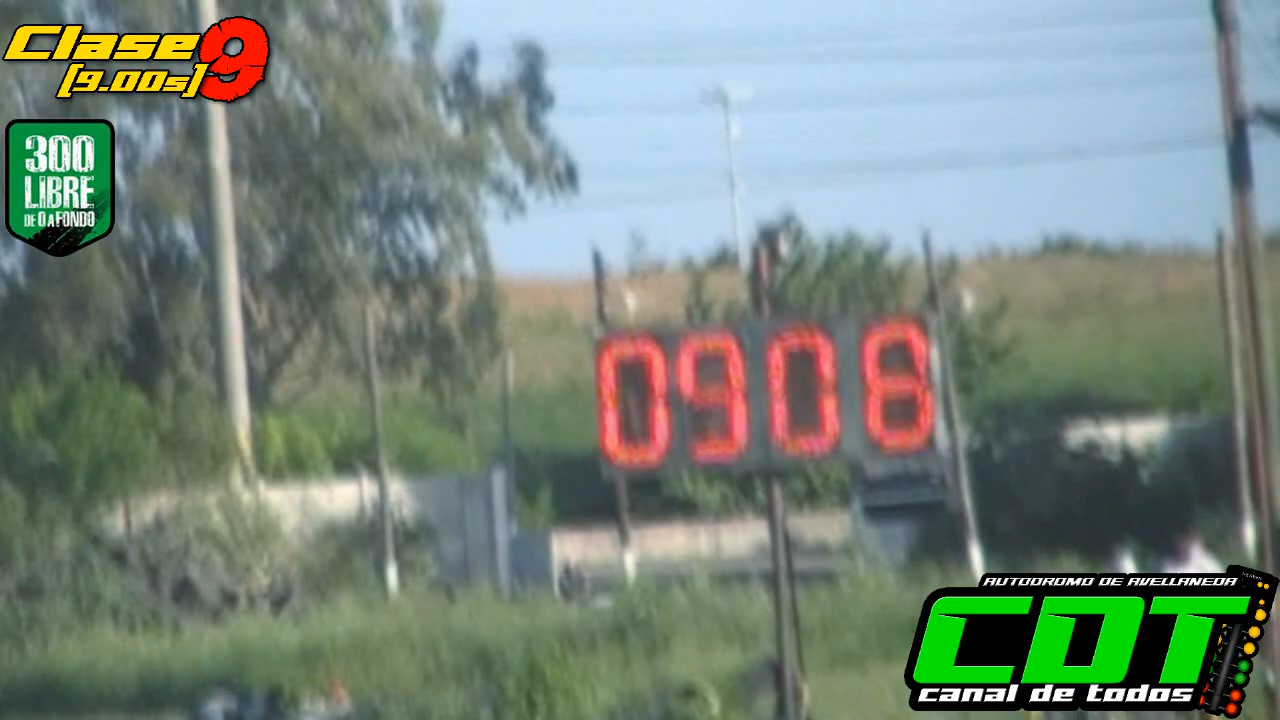 Clase 9
[9.00s]
300
LIBRE
DE 0 A FONDO
0908
AUTODROMO DE AVELLANEDA
CDT
canal de todos